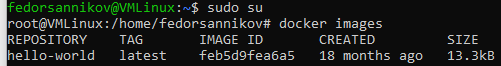 fedorsannikov@VMLinux:~$ sudo su
root@VMLinux:/home/fedorsannikov# docker images
REPOSITORY TAG IMAGE ID CREATED SIZE
hello-world latest feb5d9fea6a5 18 months ago 13.3kB